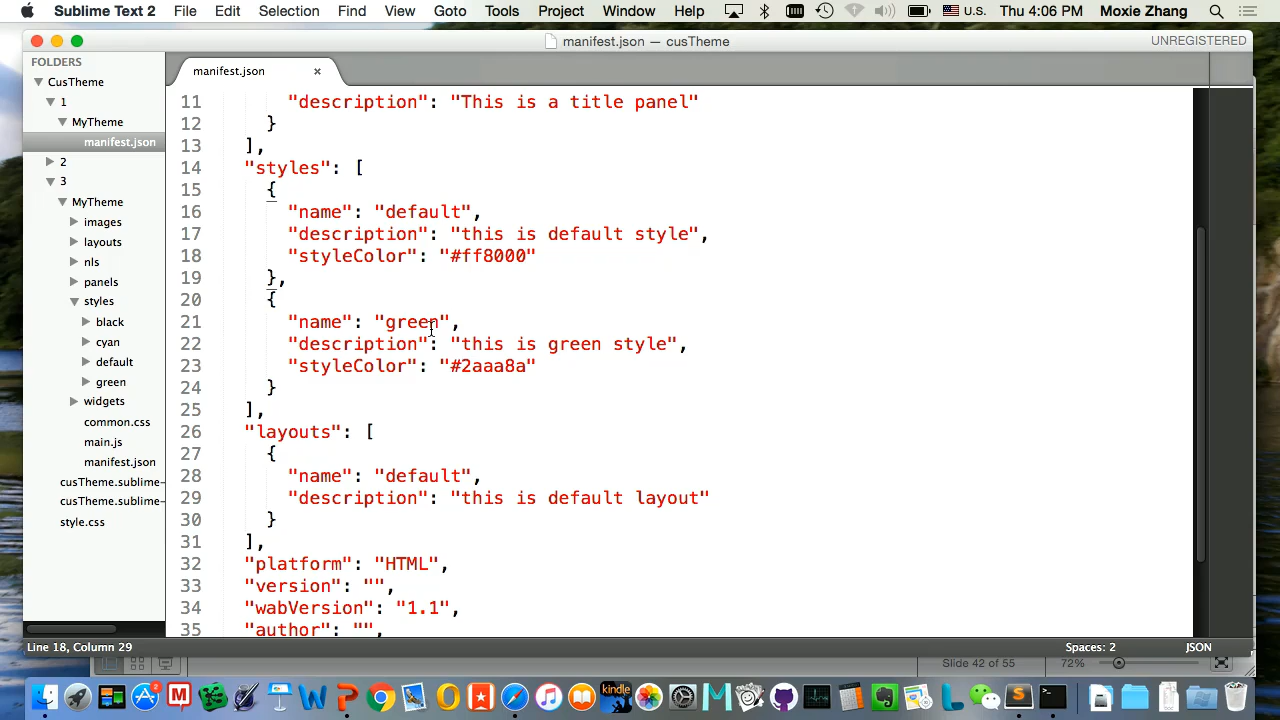 Sublime Text 2 File Edit Selection Find View Goto Tools Project Window Help U.S. Thu 4:06 PM Moxie Zhang
manifest.json — cusTheme
UNREGISTERED
FOLDERS
CusTheme
1
MyTheme
manifest.json
2
3
MyTheme
images
layouts
nls
panels
styles
black
cyan
default
green
widgets
common.css
main.js
manifest.json
cusTheme.sublime-
cusTheme.sublime-
style.css
manifest.json ×
11 "description": "This is a title panel"
12 }
13 ],
14 "styles": [
15 {
16 "name": "default",
17 "description": "this is default style",
18 "styleColor": "#ff8000"
19 },
20 {
21 "name": "green",
22 "description": "this is green style",
23 "styleColor": "#2aaa8a"
24 }
25 ],
26 "layouts": [
27 {
28 "name": "default",
29 "description": "this is default layout"
30 }
31 ],
32 "platform": "HTML",
33 "version": "",
34 "wabVersion": "1.1",
35 "author": "",
Line 18, Column 29
Spaces: 2
JSON
Slide 42 of 55
72%
kindle